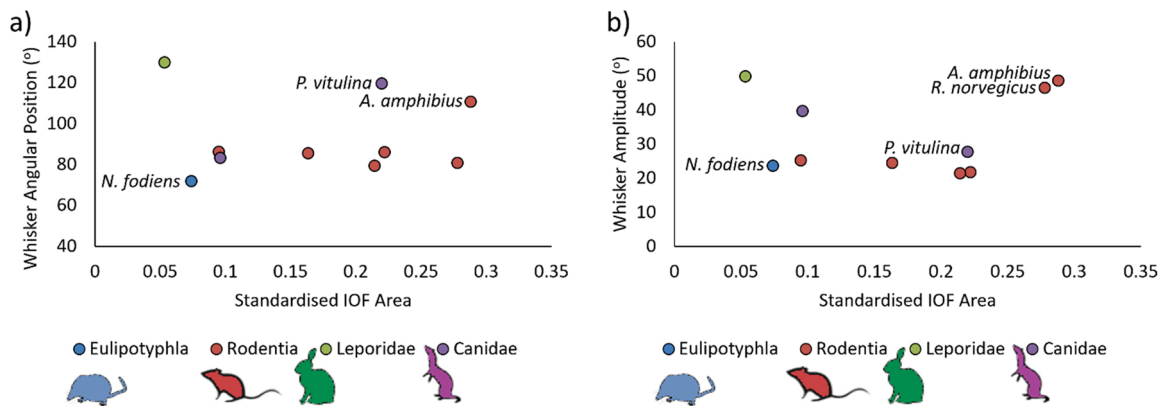 a)
Whisker Angular Position (°)
140
120
100
80
60
40
P. vitulina
A. amphibius
N. fodiens
0
0.05
0.1
0.15
0.2
0.25
0.3
0.35
Standardised IOF Area
Eulipotyphla
Rodentia
Leporidae
Canidae
b)
Whisker Amplitude (°)
60
50
40
30
20
10
0
A. amphibius
R. norvegicus
P. vitulina
N. fodiens
0
0.05
0.1
0.15
0.2
0.25
0.3
0.35
Standardised IOF Area
Eulipotyphla
Rodentia
Leporidae
Canidae